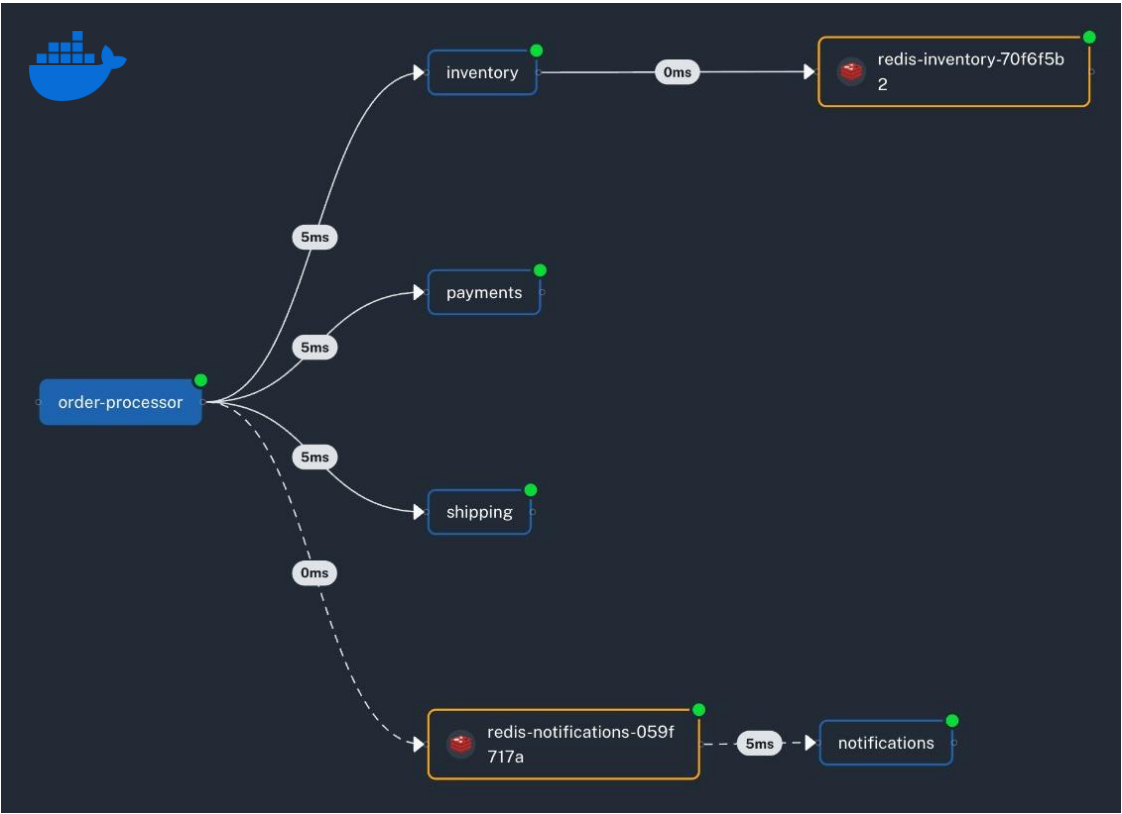 inventory
0ms
redis-inventory-70f6f5b
2
5ms
payments
5ms
order-processor
5ms
shipping
0ms
redis-notifications-059f
717a
5ms
notifications